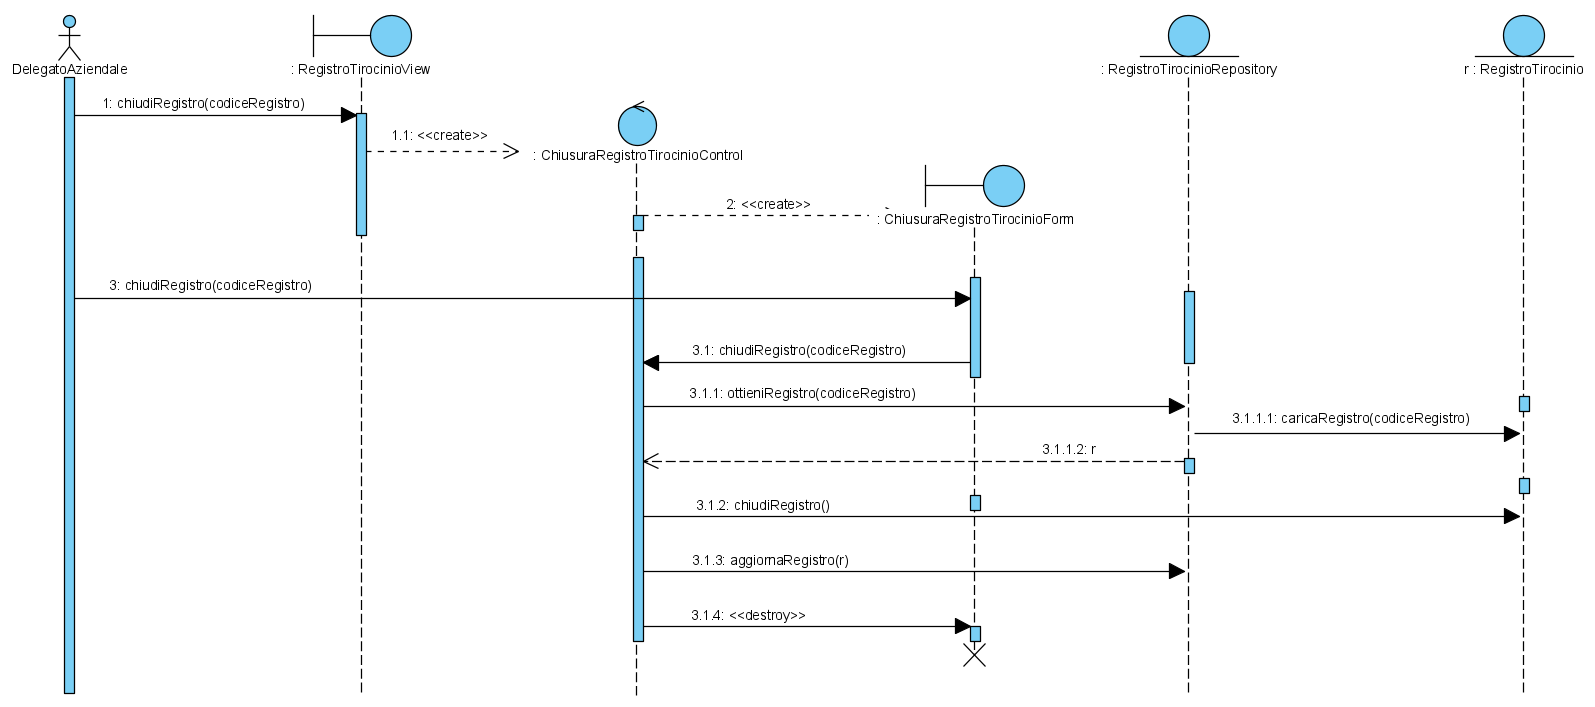 DelegatoAziendale
: RegistroTirocinioView
: RegistroTirocinioRepository
r : RegistroTirocinio
1: chiudiRegistro(codiceRegistro)
1.1: <<create>>
: ChiusuraRegistroTirocinioControl
2: <<create>>
: ChiusuraRegistroTirocinioForm
3: chiudiRegistro(codiceRegistro)
3.1: chiudiRegistro(codiceRegistro)
3.1.1: ottieniRegistro(codiceRegistro)
3.1.1.1: caricaRegistro(codiceRegistro)
3.1.1.2: r
3.1.2: chiudiRegistro()
3.1.3: aggiornaRegistro(r)
3.1.4: <<destroy>>